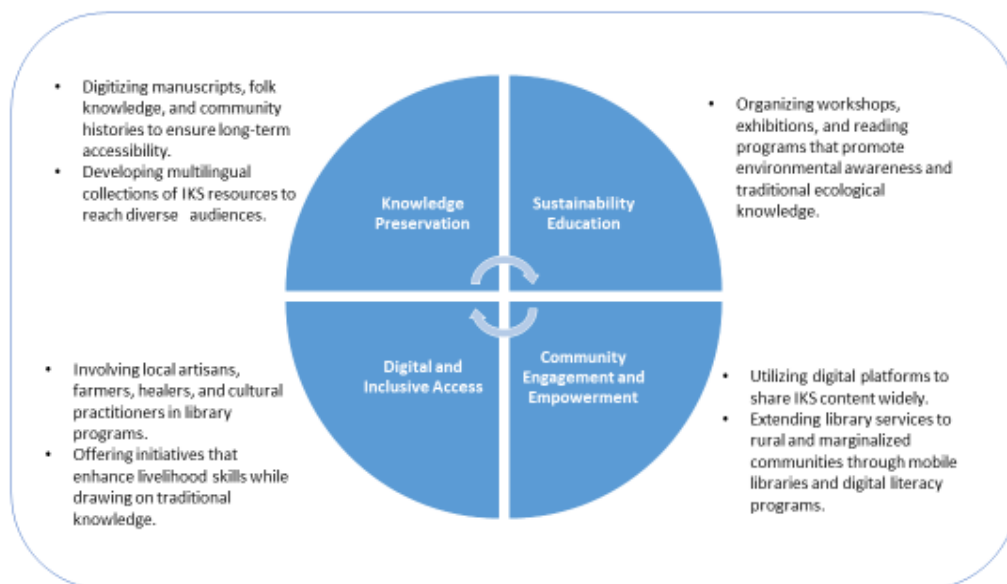 • Digitizing manuscripts, folk
knowledge, and community
histories to ensure long-term
accessibility.
• Developing multilingual
collections of IKS resources to
reach diverse audiences.
Knowledge
Preservation
Sustainability
Education
• Organizing workshops,
exhibitions, and reading
programs that promote
environmental awareness and
traditional ecological
knowledge.
• Involving local artisans,
farmers, healers, and cultural
practitioners in library
programs.
• Offering initiatives that
enhance livelihood skills while
drawing on traditional
knowledge.
Digital and
Inclusive Access
Community
Engagement and
Empowerment
• Utilizing digital platforms to
share IKS content widely.
• Extending library services to
rural and marginalized
communities through mobile
libraries and digital literacy
programs.